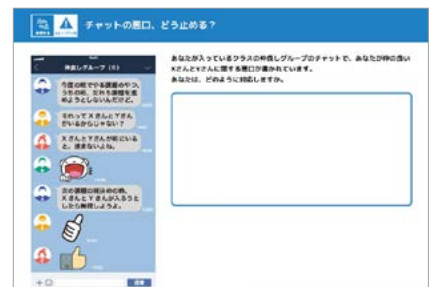 チャットの悪口、どう止める？
仲良しグループ（6）
今度の班でやる課題のやつ、
うちの班、だれも課題を進
めようとしないんだけど。
それってXさんとYさん
がいるからじゃない？
XさんとYさんが班にいる
と、進まないよね。
次の課題の班決めの時、
XさんとYさんが入ろうと
したら無視しようよ。
送信
あなたが入っているクラスの仲良しグループのチャットで、あなたが仲の良い
XさんとYさんに関する悪口が書かれています。
あなたは、どのように対応しますか。